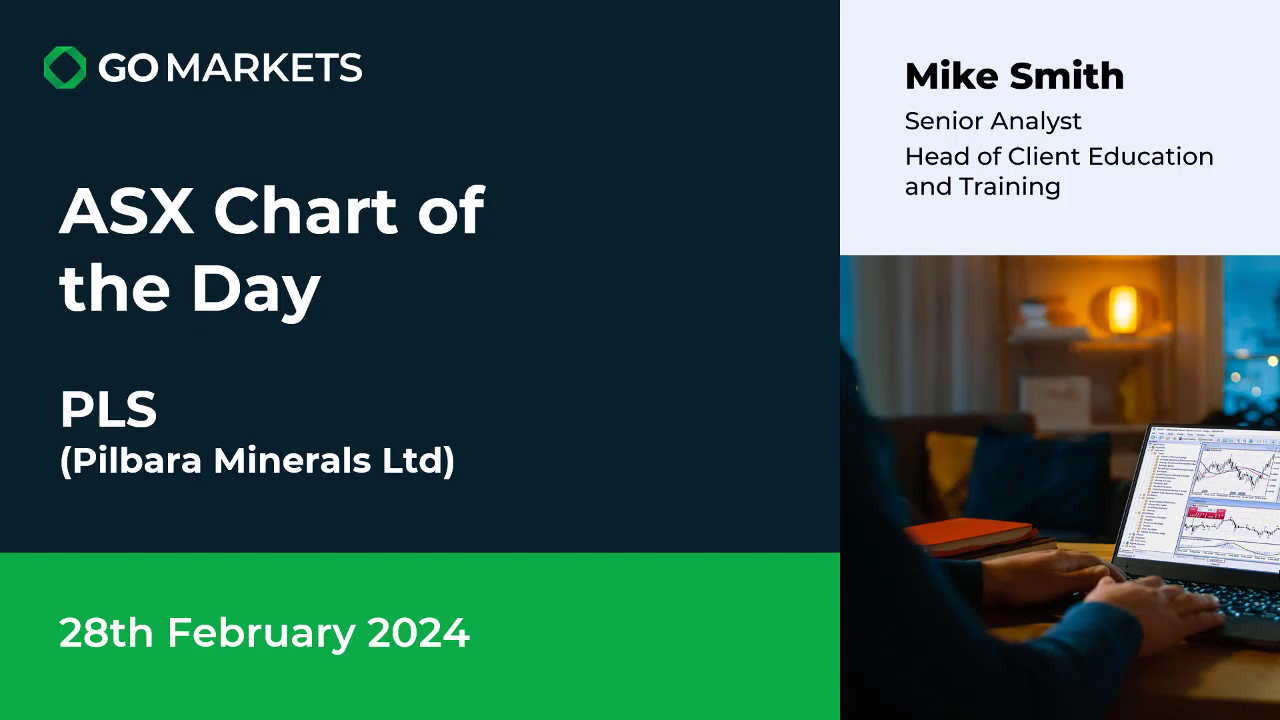 GO MARKETS
ASX Chart of
the Day
PLS
(Pilbara Minerals Ltd)
28th February 2024
Mike Smith
Senior Analyst
Head of Client Education
and Training